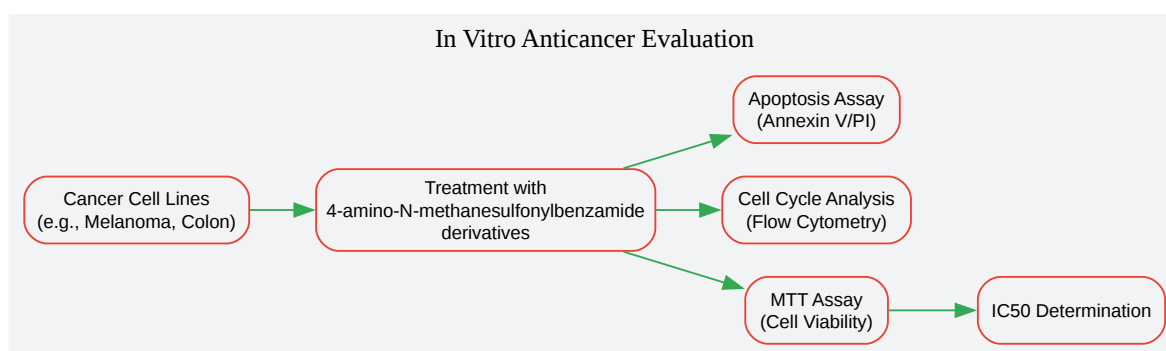 In Vitro Anticancer Evaluation
Apoptosis Assay
(Annexin V/PI)
Cancer Cell Lines
(e.g., Melanoma, Colon)
Treatment with
4-amino-N-methanesulfonylbenzamide
derivatives
Cell Cycle Analysis
(Flow Cytometry)
MTT Assay
(Cell Viability)
IC50 Determination